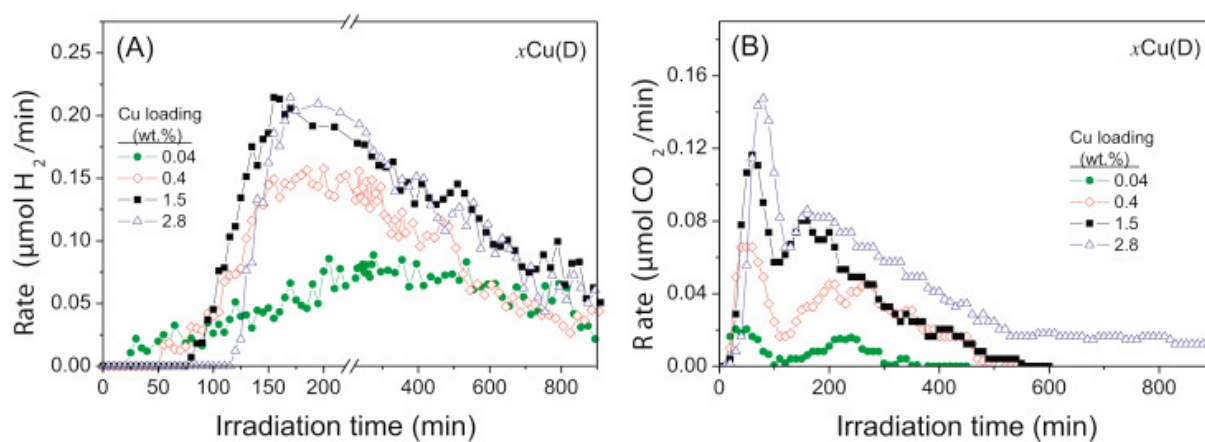 (A)
xCu(D)
Rate (μmol H2/min)
0.25
0.20
0.15
0.10
0.05
0.00
Cu loading
(wt.%)
0.04
0.4
1.5
2.8
0 50 100 150 200 400 600 800
Irradiation time (min)
(B)
xCu(D)
R ate (μmol CO 2/min)
0.16
0.12
0.08
0.04
0.00
Cu loading
(wt.%)
0.04
0.4
1.5
2.8
0 200 400 600 800
Irradiation time (min)